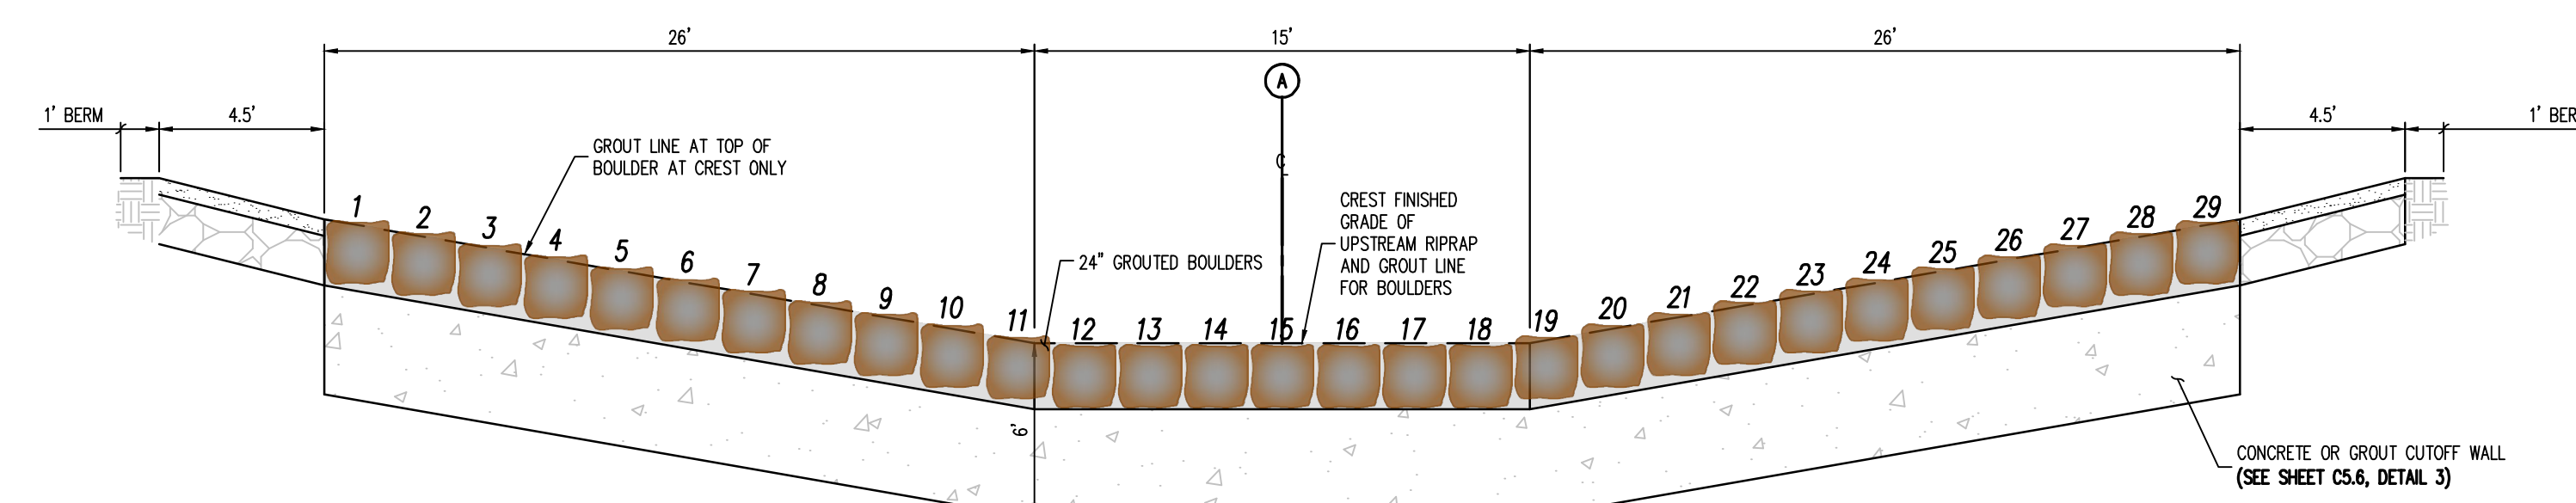 26'
15'
26'
A
1' BERM
4.5'
4.5'
1' BER
GROUT LINE AT TOP OF
BOULDER AT CREST ONLY
℄
CREST FINISHED
GRADE OF
UPSTREAM RIPRAP
AND GROUT LINE
FOR BOULDERS
24" GROUTED BOULDERS
1 2 3 4 5 6 7 8 9 10 11 12 13 14 15 16 17 18 19 20 21 22 23 24 25 26 27 28 29
6'
CONCRETE OR GROUT CUTOFF WALL
(SEE SHEET C5.6, DETAIL 3)